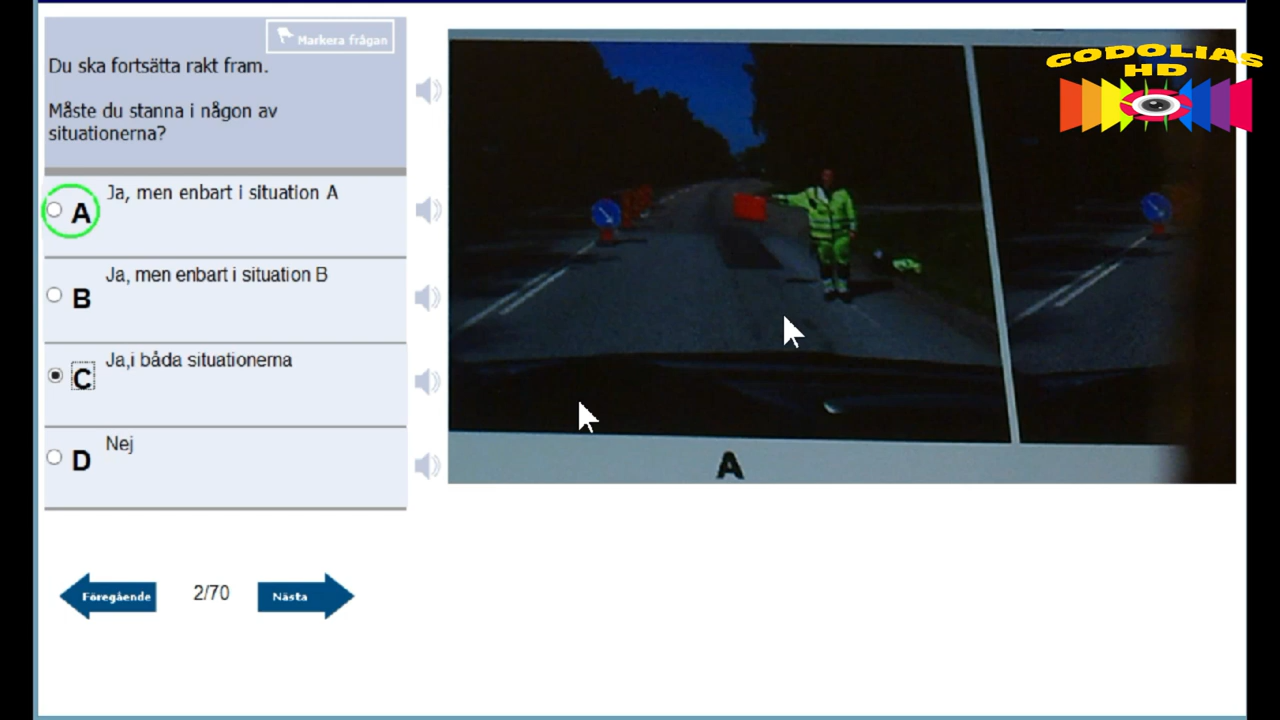 Markera frågan
Du ska fortsätta rakt fram.
Måste du stanna i någon av
situationerna?
A Ja, men enbart i situation A
B Ja, men enbart i situation B
C Ja,i båda situationerna
D Nej
Föregående
2/70
Nästa
GODOLIAS
HD
A